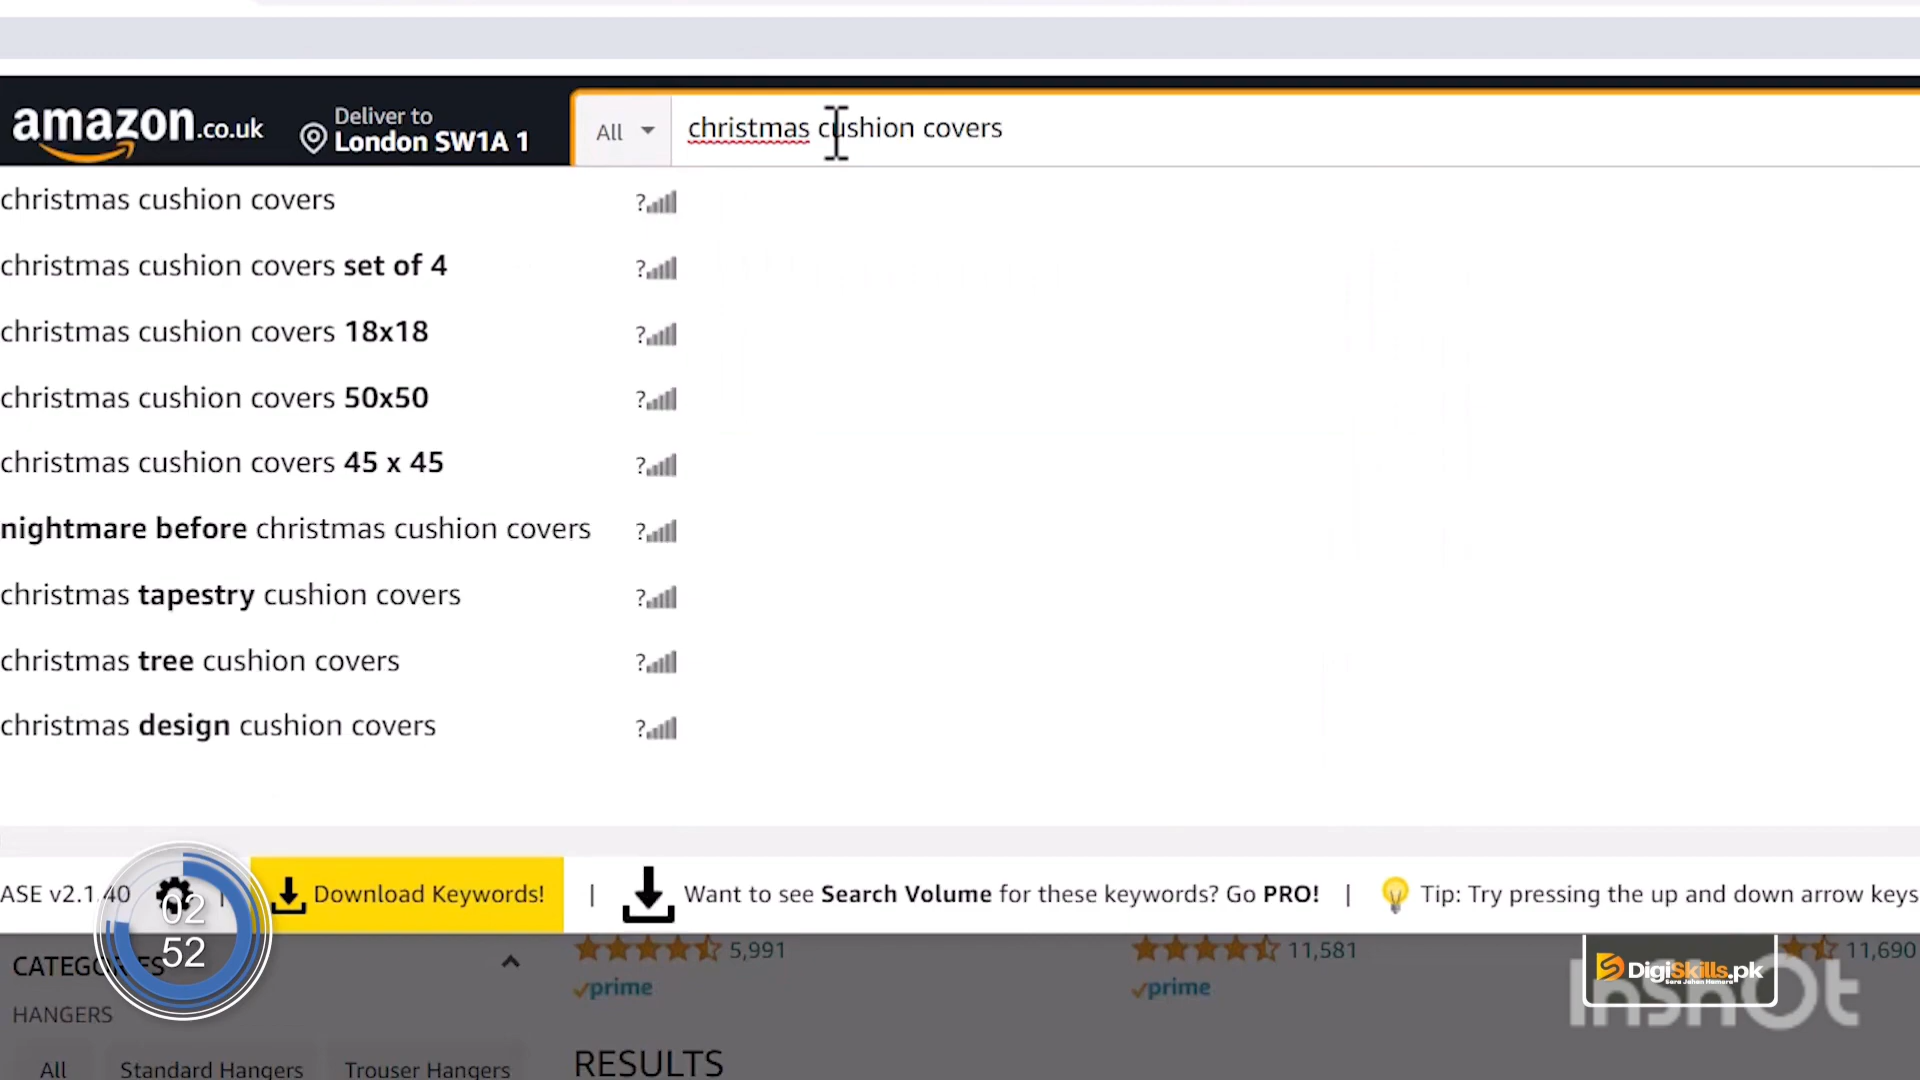 amazon.co.uk
Deliver to
London SW1A 1
All
christmas cushion covers
christmas cushion covers ?
christmas cushion covers set of 4 ?
christmas cushion covers 18x18 ?
christmas cushion covers 50x50 ?
christmas cushion covers 45 x 45 ?
nightmare before christmas cushion covers ?
christmas tapestry cushion covers ?
christmas tree cushion covers ?
christmas design cushion covers ?
ASE v2.1.40 | Download Keywords! | Want to see Search Volume for these keywords? Go PRO! | Tip: Try pressing the up and down arrow keys
02
52
CATEGORIES
5,991
11,581
11,690
prime
prime
DigiSkills.pk
Sara Jahan Hamara
InShOt
HANGERS
RESULTS
All
Standard Hangers
Trouser Hangers